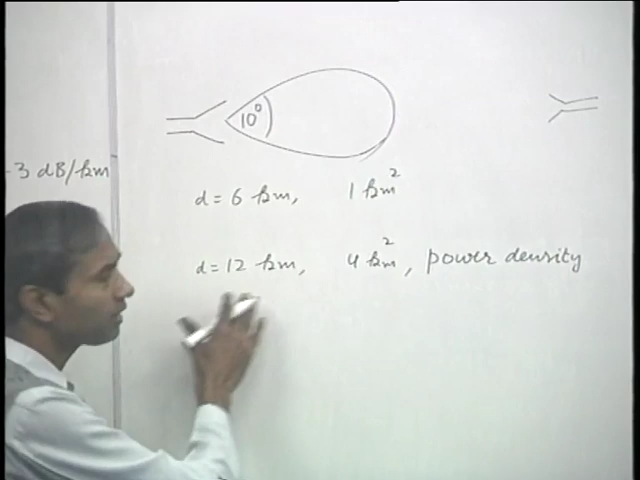 10°
-3 dB/km
d = 6 km, 1 km²
d = 12 km, 4 km², power density